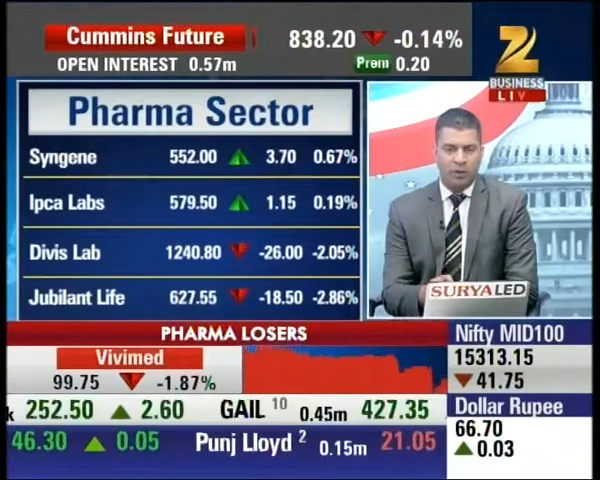 Cummins Future 838.20 -0.14%
OPEN INTEREST 0.57m Prem 0.20
Z
BUSINESS
LIV
Pharma Sector
Syngene 552.00 3.70 0.67%
Ipca Labs 579.50 1.15 0.19%
Divis Lab 1240.80 -26.00 -2.05%
Jubilant Life 627.55 -18.50 -2.86%
SURYA LED
PHARMA LOSERS
Vivimed
99.75 -1.87%
Nifty MID100
15313.15
41.75
k 252.50 2.60 GAIL 10 0.45m 427.35
Dollar Rupee
66.70
0.03
46.30 0.05 Punj Lloyd 2 0.15m 21.05